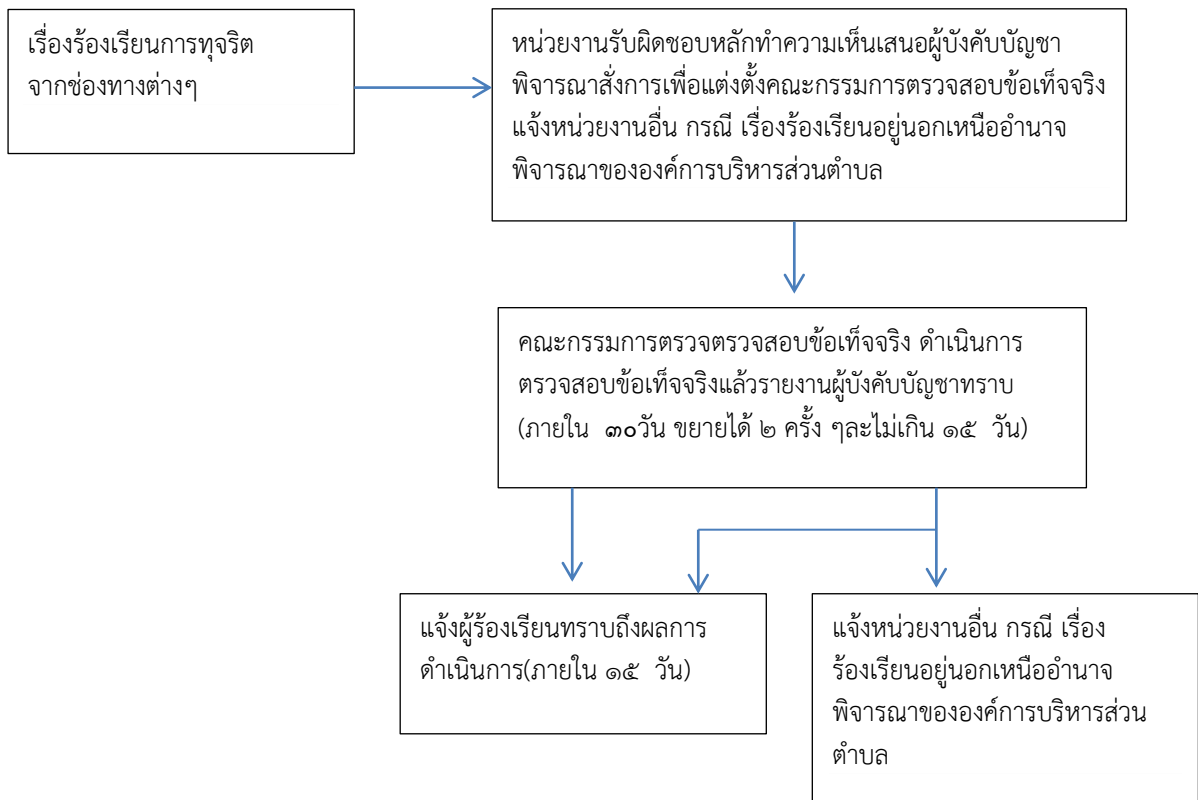 เรื่องร้องเรียนการทุจริต
จากช่องทางต่างๆ
หน่วยงานรับผิดชอบหลักทำความเห็นเสนอผู้บังคับบัญชา
พิจารณาสั่งการเพื่อแต่งตั้งคณะกรรมการตรวจสอบข้อเท็จจริง
แจ้งหน่วยงานอื่น กรณี เรื่องร้องเรียนอยู่นอกเหนืออำนาจ
พิจารณาขององค์การบริหารส่วนตำบล
คณะกรรมการตรวจตรวจสอบข้อเท็จจริง ดำเนินการ
ตรวจสอบข้อเท็จจริงแล้วรายงานผู้บังคับบัญชาทราบ
(ภายใน ๓๐วัน ขยายได้ ๒ ครั้ง ๆละไม่เกิน ๑๕ วัน)
แจ้งผู้ร้องเรียนทราบถึงผลการ
ดำเนินการ(ภายใน ๑๕ วัน)
แจ้งหน่วยงานอื่น กรณี เรื่อง
ร้องเรียนอยู่นอกเหนืออำนาจ
พิจารณาขององค์การบริหารส่วน
ตำบล